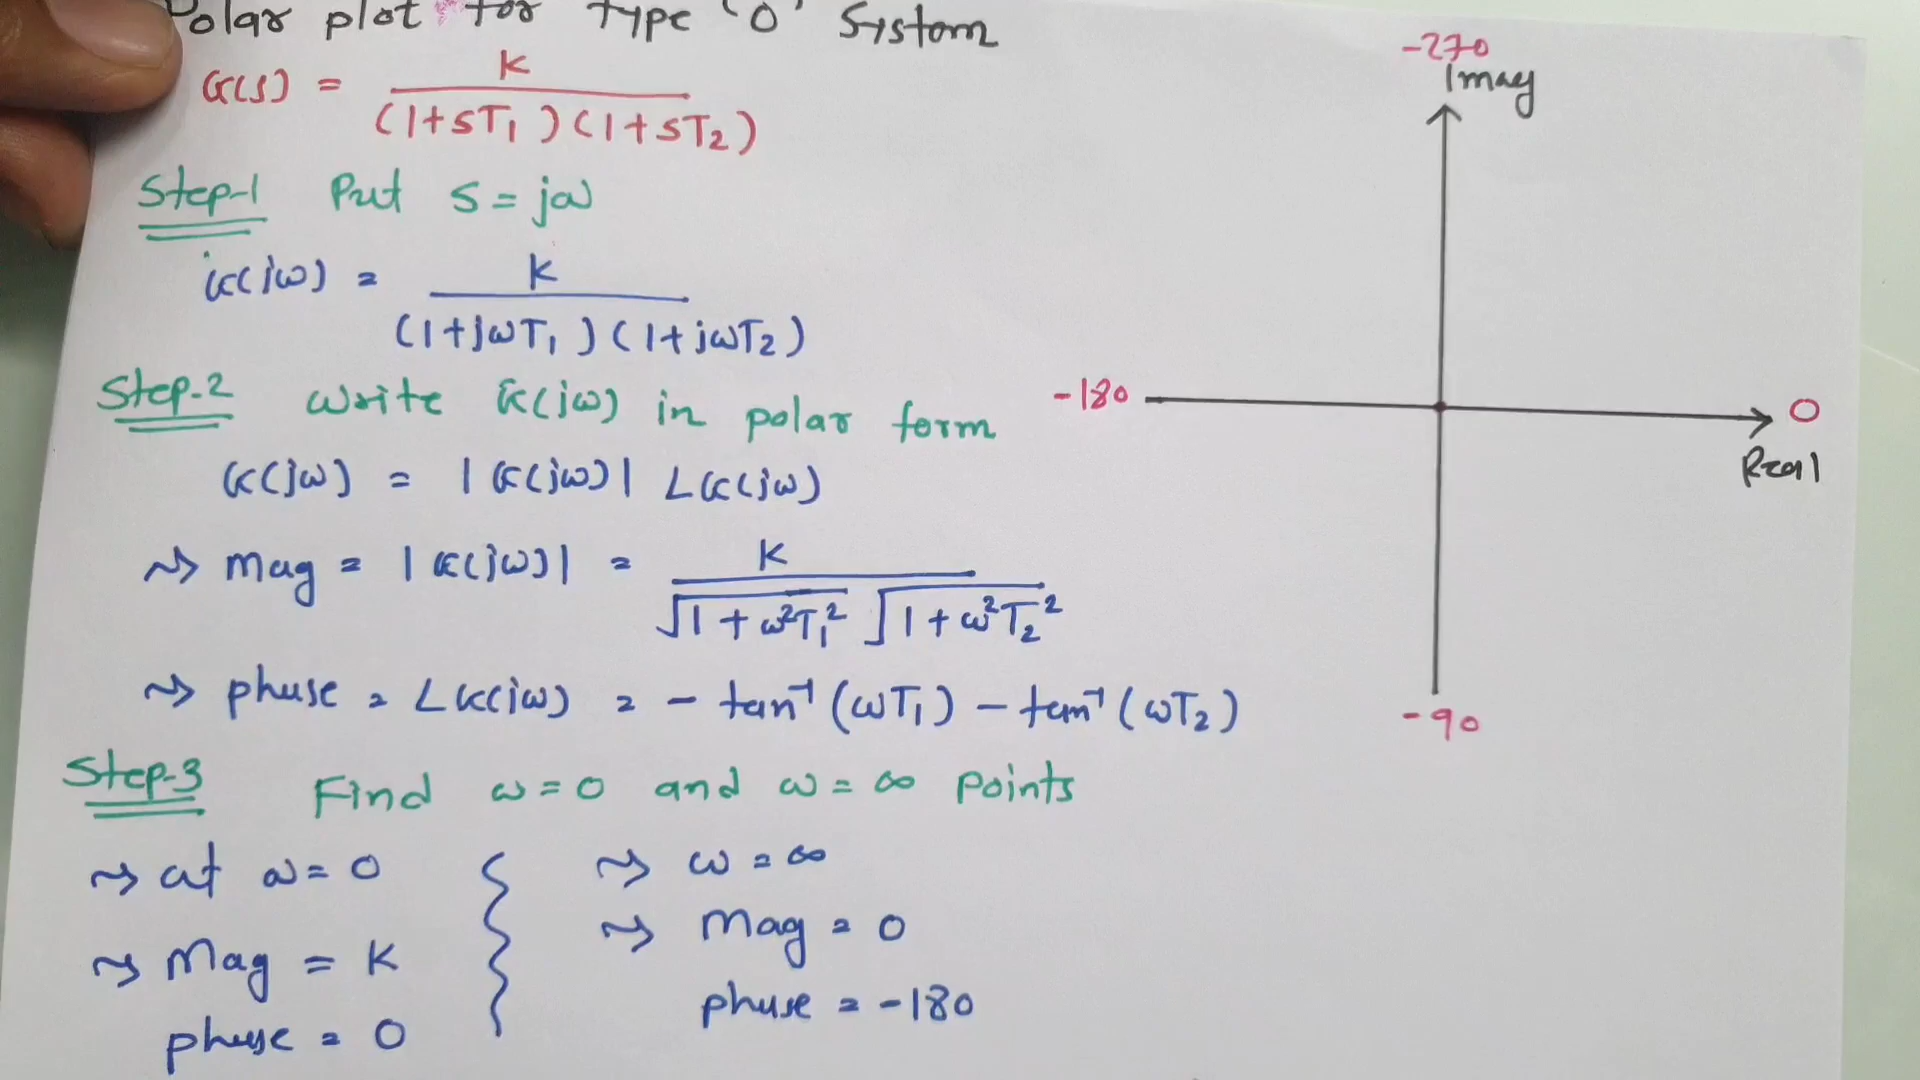 Polar plot for Type '0' System
G(s) = K / (1+sT₁)(1+sT₂)
Step-1 Put s = jω
G(jω) = K / (1+jωT₁)(1+jωT₂)
Step-2 Write G(jω) in polar form
G(jω) = |G(jω)| ∠G(jω)
⇝ Mag = |G(jω)| = K / √1+ω²T₁² √1+ω²T₂²
⇝ phase = ∠G(jω) = - tan⁻¹(ωT₁) - tan⁻¹(ωT₂)
Step-3 Find ω=0 and ω=∞ points
⇝ at ω=0
⇝ Mag = K
phase = 0
⇝ ω = ∞
⇝ Mag = 0
phase = -180
-270
Imag
-180
0
Real
-90